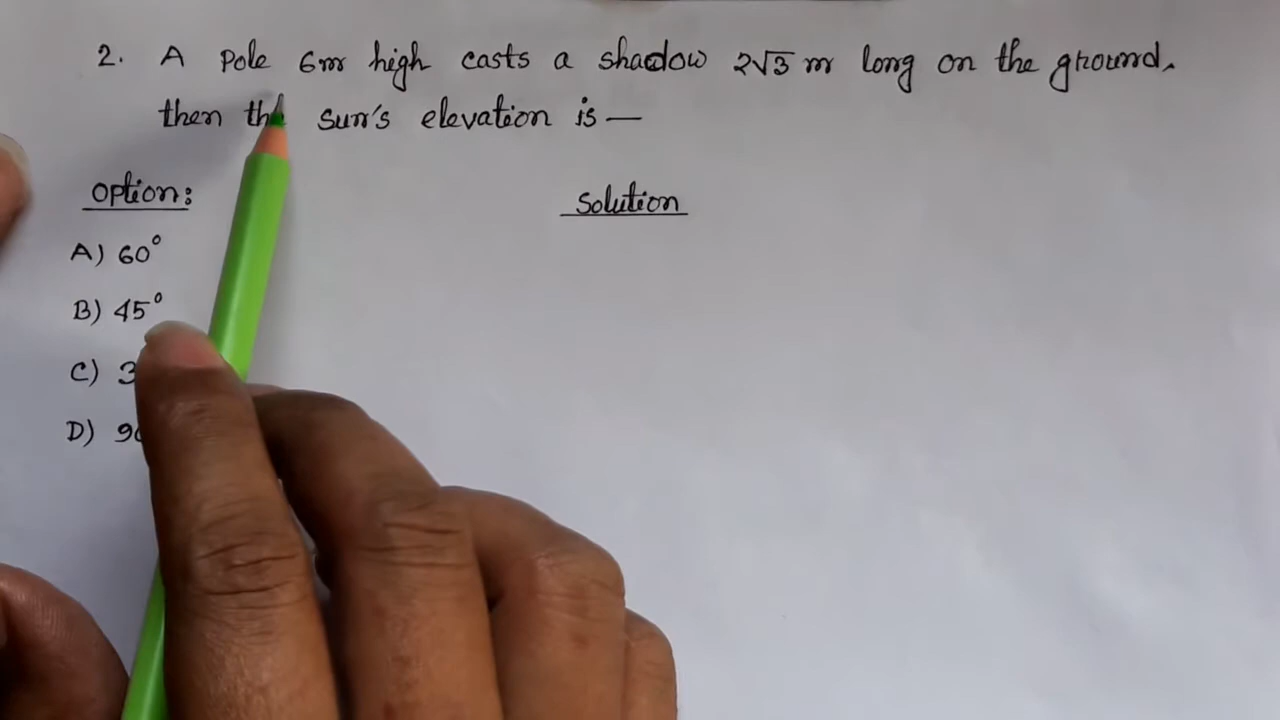 2. A pole 6m high casts a shadow 2√3 m long on the ground.
then the sun's elevation is —
Option:
Solution
A) 60°
B) 45°
C) 3
D) 90